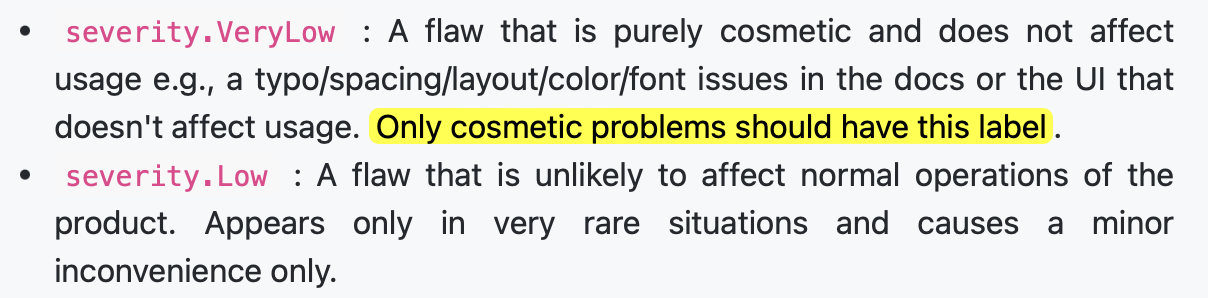 • severity.VeryLow : A flaw that is purely cosmetic and does not affect
usage e.g., a typo/spacing/layout/color/font issues in the docs or the UI that
doesn't affect usage. Only cosmetic problems should have this label.
• severity.Low : A flaw that is unlikely to affect normal operations of the
product. Appears only in very rare situations and causes a minor
inconvenience only.